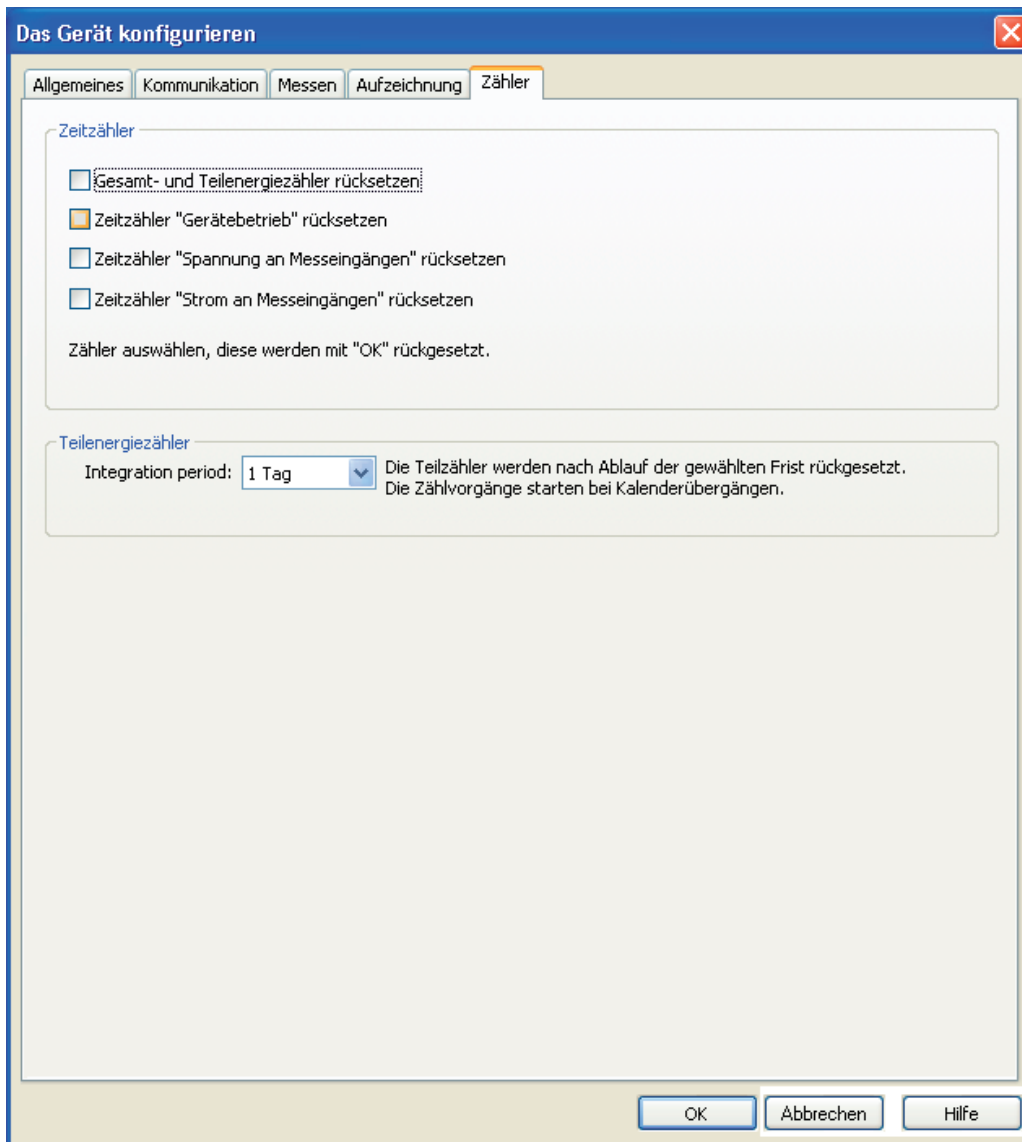 Das Gerät konfigurieren
Allgemeines Kommunikation Messen Aufzeichnung Zähler
Zeitzähler
Gesamt- und Teilenergiezähler rücksetzen
Zeitzähler "Gerätebetrieb" rücksetzen
Zeitzähler "Spannung an Messeingängen" rücksetzen
Zeitzähler "Strom an Messeingängen" rücksetzen
Zähler auswählen, diese werden mit "OK" rückgesetzt.
Teilenergiezähler
Integration period: 1 Tag Die Teilzähler werden nach Ablauf der gewählten Frist rückgesetzt.
Die Zählvorgänge starten bei Kalenderübergängen.
OK Abbrechen Hilfe